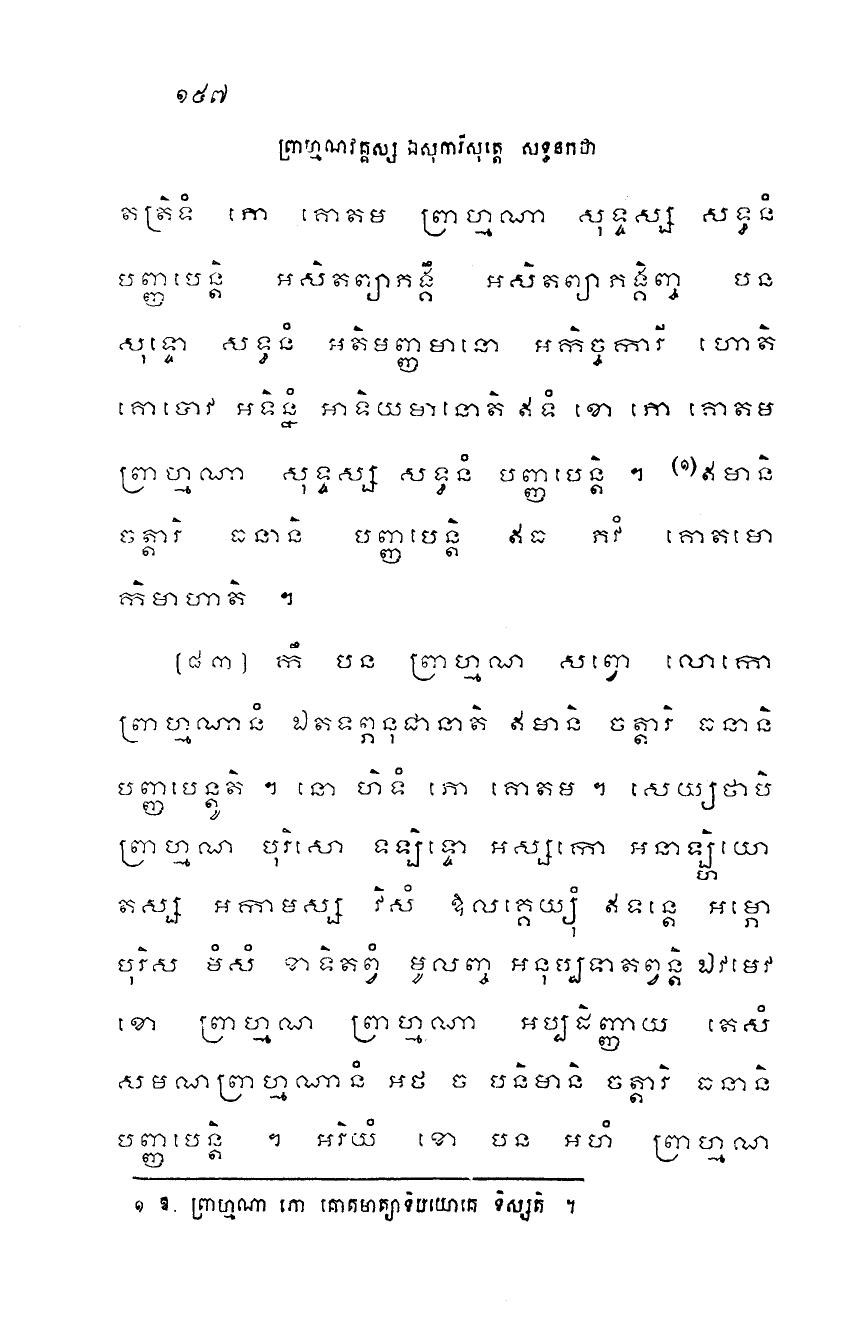 ១៥៧
ព្រាហ្មណវគ្គស្ស ឯសុការីសុត្តេ សទ្ធនកថា
តត្រិទំ ភោ គោតម ព្រាហ្មណា សុទ្ទស្ស សទ្ធនំ
បញ្ញបេន្តិ អសិតព្យាភង្គឹ អសិតព្យាភង្គិញ្ច បន
សុទ្ទោ សទ្ធនំ អតិមញ្ញមានោ អកិច្ចការី ហោតិ
គោបោវ អទិន្នំ អាទិយមានោតិ ឥទំ ខោ ភោ គោតម
ព្រាហ្មណា សុទ្ទស្ស សទ្ធនំ បញ្ញបេន្តិ ។ (១)ឥមានិ
ចត្តារិ ធនានិ បញ្ញបេន្តិ ឥធ ភវំ គោតមោ
កិមាហាតិ ។
[៨៣] កឹ បន ព្រាហ្មណ សព្វោ លោកោ
ព្រាហ្មណានំ ឯតទព្ភនុជានាតិ ឥមានិ ចត្តារិ ធនានិ
បញ្ញបេន្តូតិ ។ នោ ហិទំ ភោ គោតម ។ សេយ្យថាបិ
ព្រាហ្មណ បុរិសោ ទឡិទ្ទោ អស្សកោ អនាឡ្ហិយោ
តស្ស អកាមស្ស វិសំ ឱលគ្គេយ្យុំ ឥទន្តេ អម្ភោ
បុរិស មំសំ ខាទិតព្វំ មូលញ្ច អនុប្បទាតព្វន្តិ ឯវមេវ
ខោ ព្រាហ្មណ ព្រាហ្មណា អប្បដិញ្ញាយ តេសំ
សមណព្រាហ្មណានំ អថ ច បនិមានិ ចត្តារិ ធនានិ
បញ្ញបេន្តិ ។ អរិយំ ខោ បន អហំ ព្រាហ្មណ
១ ឱ. ព្រាហ្មណា ភោ គោតមាត្យាទិបយោគេ ទិស្សតិ ។